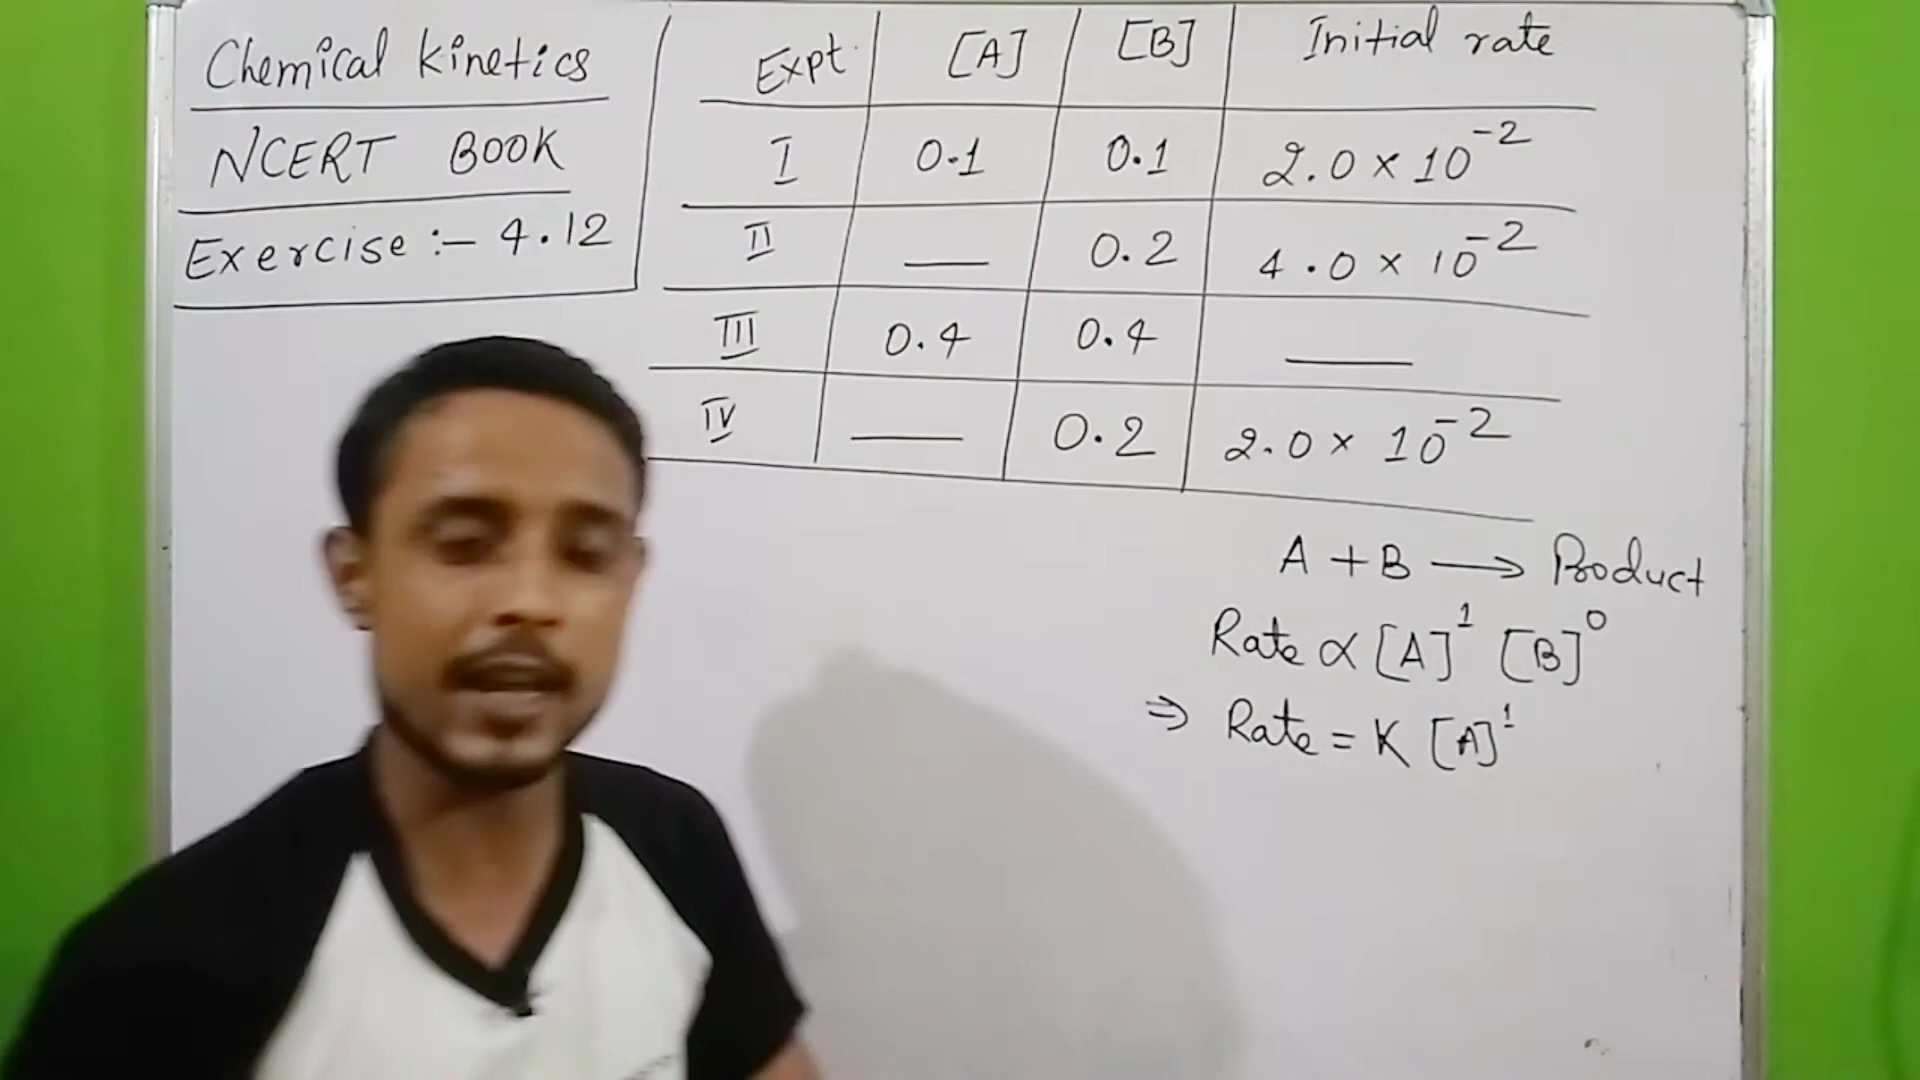 Chemical kinetics
NCERT BOOK
Exercise :- 4.12
Expt. [A] [B] Initial rate
I 0.1 0.1 2.0 × 10⁻²
II — 0.2 4.0 × 10⁻²
III 0.4 0.4 —
IV — 0.2 2.0 × 10⁻²
A + B ⟶ Product
Rate ∝ [A]¹ [B]⁰
⇒ Rate = K [A]¹